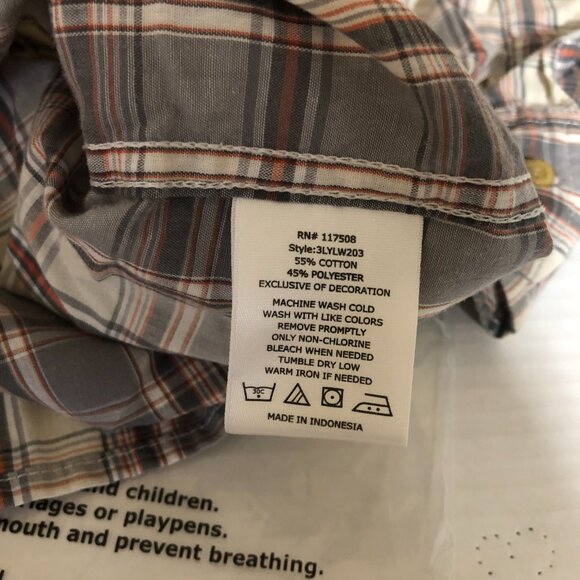 RN# 117508
Style:3LYLW203
55% COTTON
45% POLYESTER
EXCLUSIVE OF DECORATION
MACHINE WASH COLD
WASH WITH LIKE COLORS
REMOVE PROMPTLY
ONLY NON-CHLORINE
BLEACH WHEN NEEDED
TUMBLE DRY LOW
WARM IRON IF NEEDED
30C
MADE IN INDONESIA
and children.
or playpens.
mouth and prevent breathing.